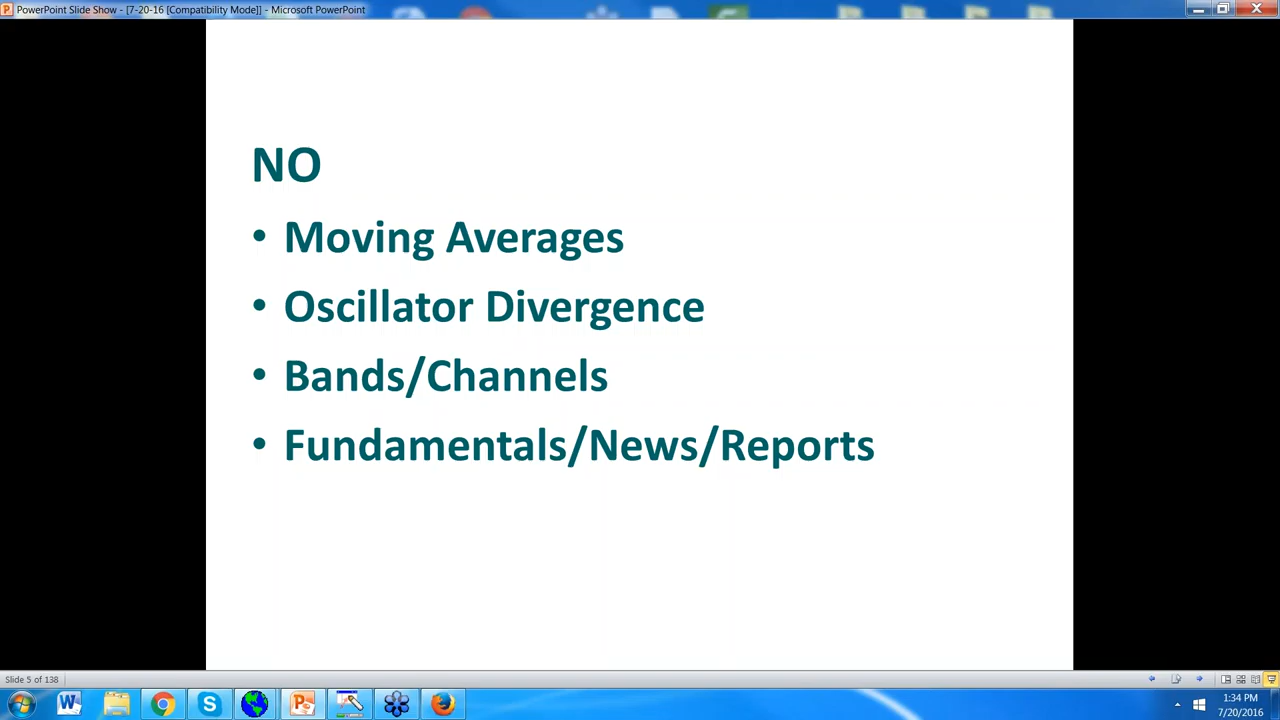 PowerPoint Slide Show - [7-20-16 [Compatibility Mode]] - Microsoft PowerPoint
NO
• Moving Averages
• Oscillator Divergence
• Bands/Channels
• Fundamentals/News/Reports
Slide 5 of 138
1:34 PM
7/20/2016